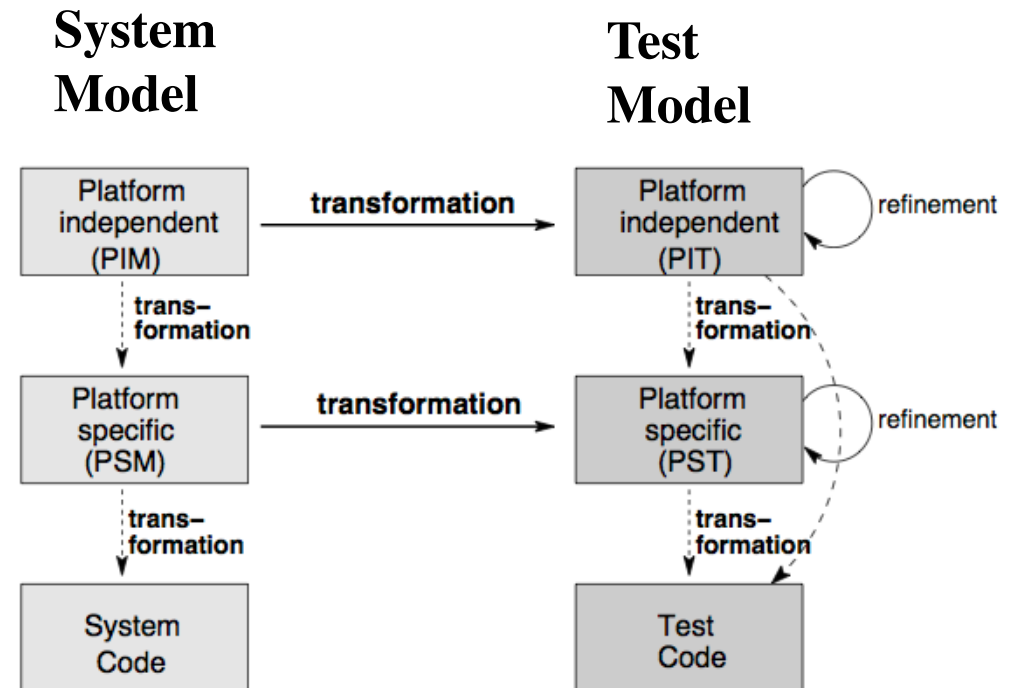 System
Model
Test
Model
Platform
independent
(PIM)
transformation
Platform
independent
(PIT)
refinement
trans–
formation
trans–
formation
Platform
specific
(PSM)
transformation
Platform
specific
(PST)
refinement
trans–
formation
trans–
formation
System
Code
Test
Code